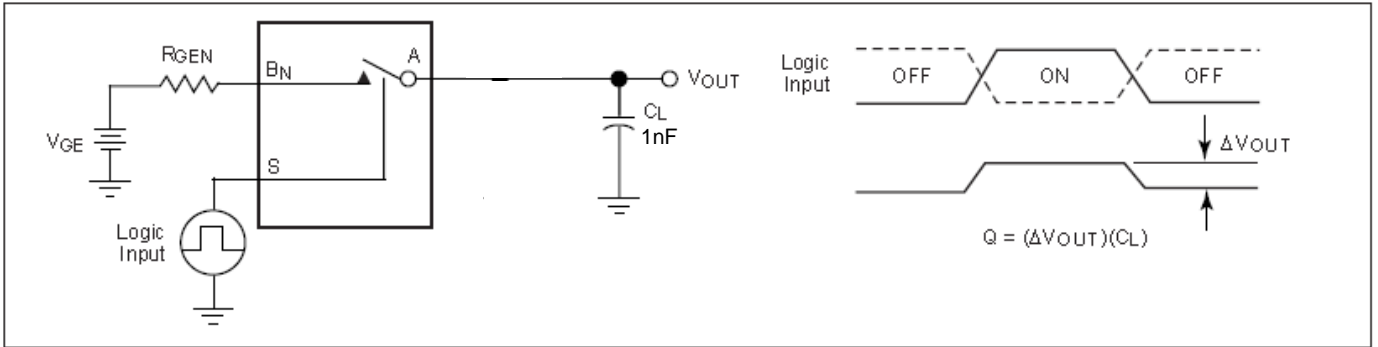 RGEN
BN
A
VOUT
CL
1nF
VGE
S
Logic
Input
Logic
Input
OFF
ON
OFF
ΔVOUT
Q = (ΔVOUT)(CL)